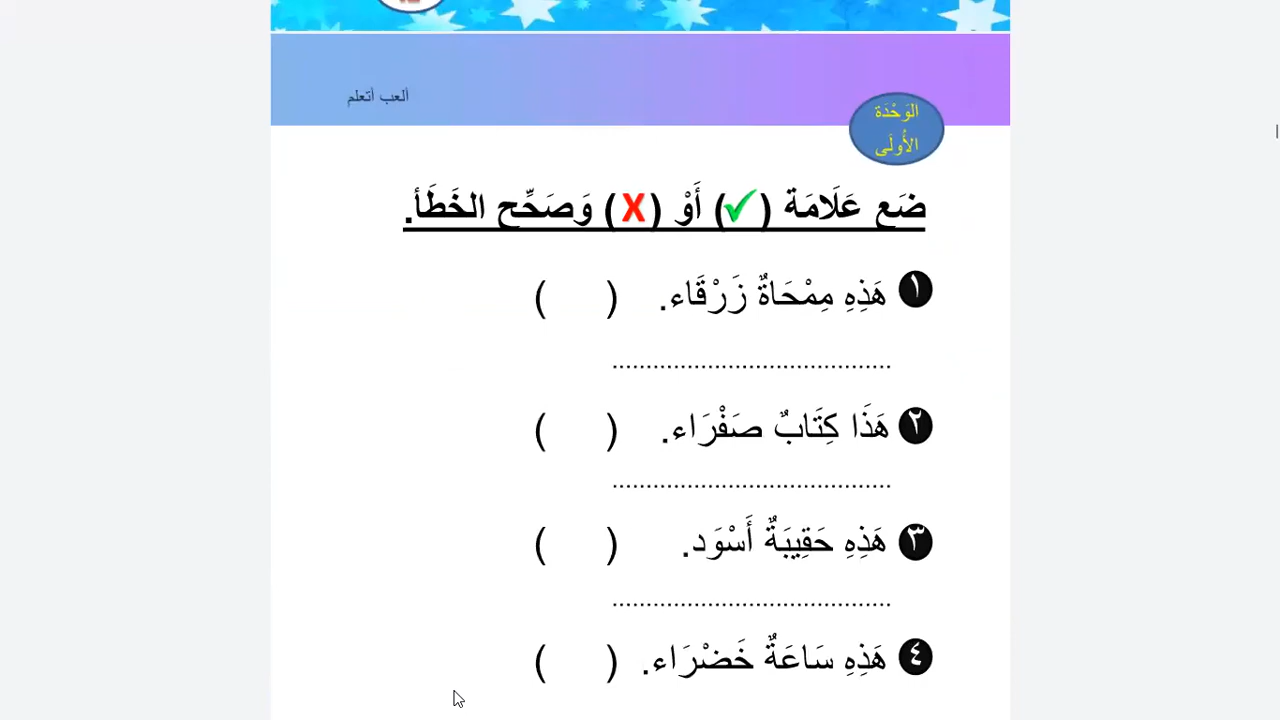 ألعب أتعلم
الوَحْدَة
الأُولَى
ضَع عَلَامَة (✓) أَوْ (X) وَصَحِّح الخَطَأ.
١ هَذِهِ مِمْحَاةٌ زَرْقَاء. ( )
........................................
٢ هَذَا كِتَابٌ صَفْرَاء. ( )
........................................
٣ هَذِهِ حَقِيبَةٌ أَسْوَد. ( )
........................................
٤ هَذِهِ سَاعَةٌ خَضْرَاء. ( )